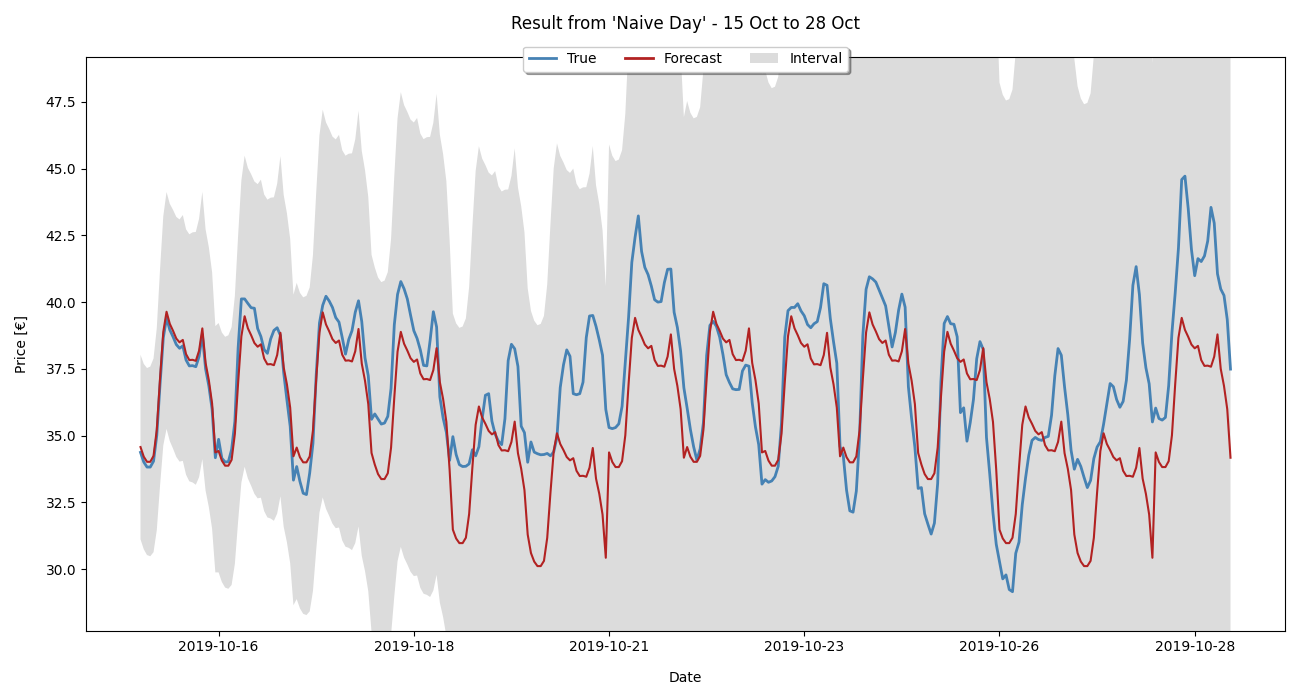 Result from 'Naive Day' - 15 Oct to 28 Oct
True Forecast Interval
47.5
45.0
42.5
40.0
37.5
35.0
32.5
30.0
Price [€]
2019-10-16 2019-10-18 2019-10-21 2019-10-23 2019-10-26 2019-10-28
Date